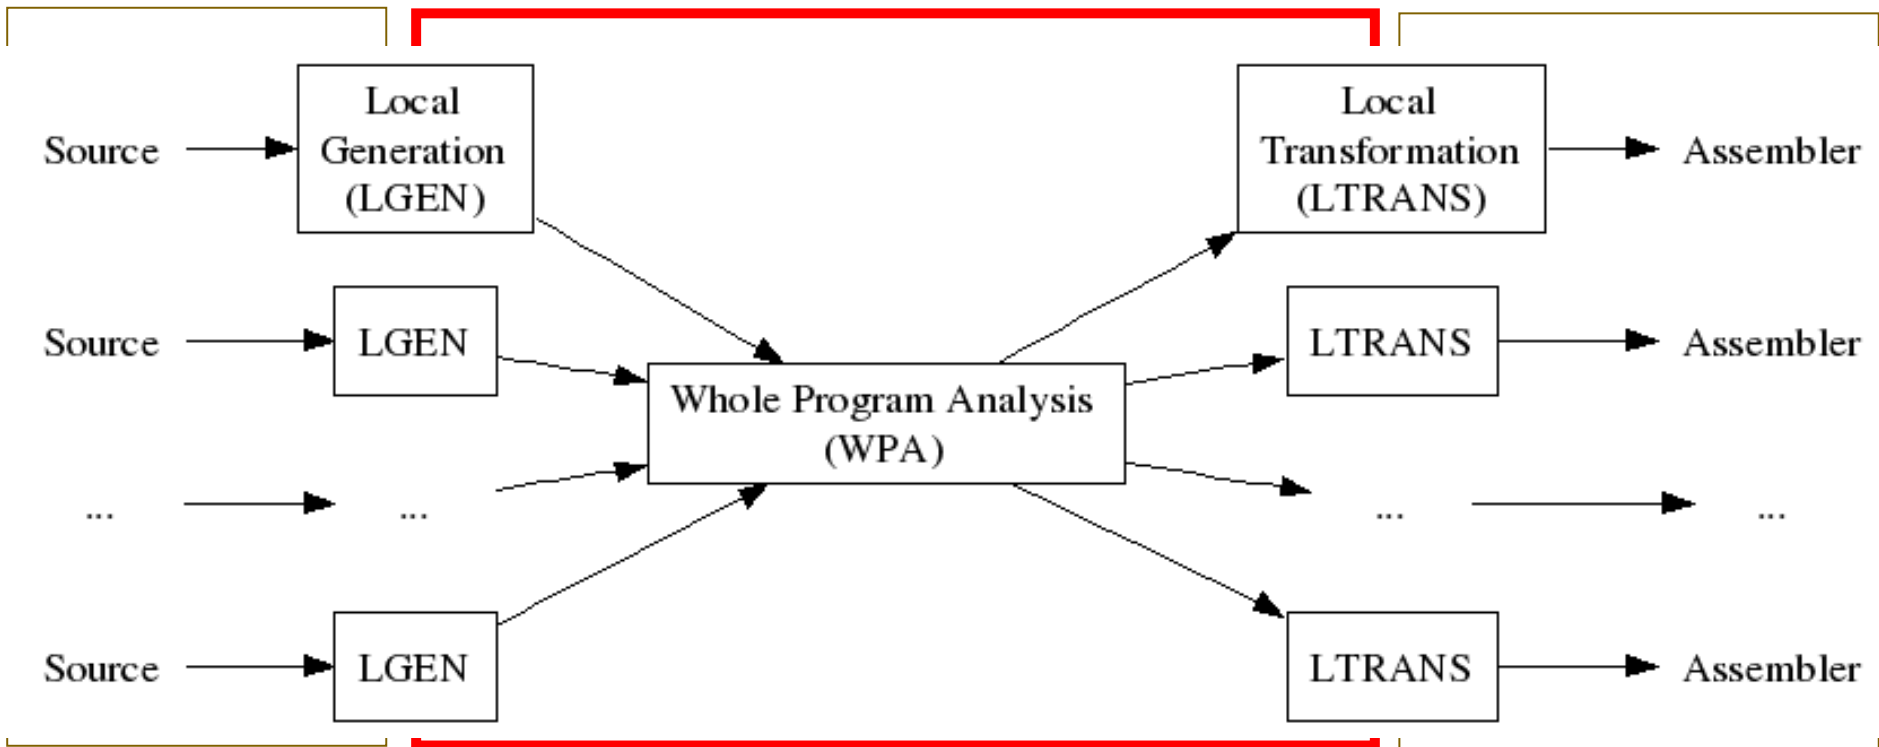 Local
Generation
(LGEN)
Local
Transformation
(LTRANS)
Source
Assembler
Source
LGEN
LTRANS
Assembler
Whole Program Analysis
(WPA)
...
...
...
...
Source
LGEN
LTRANS
Assembler